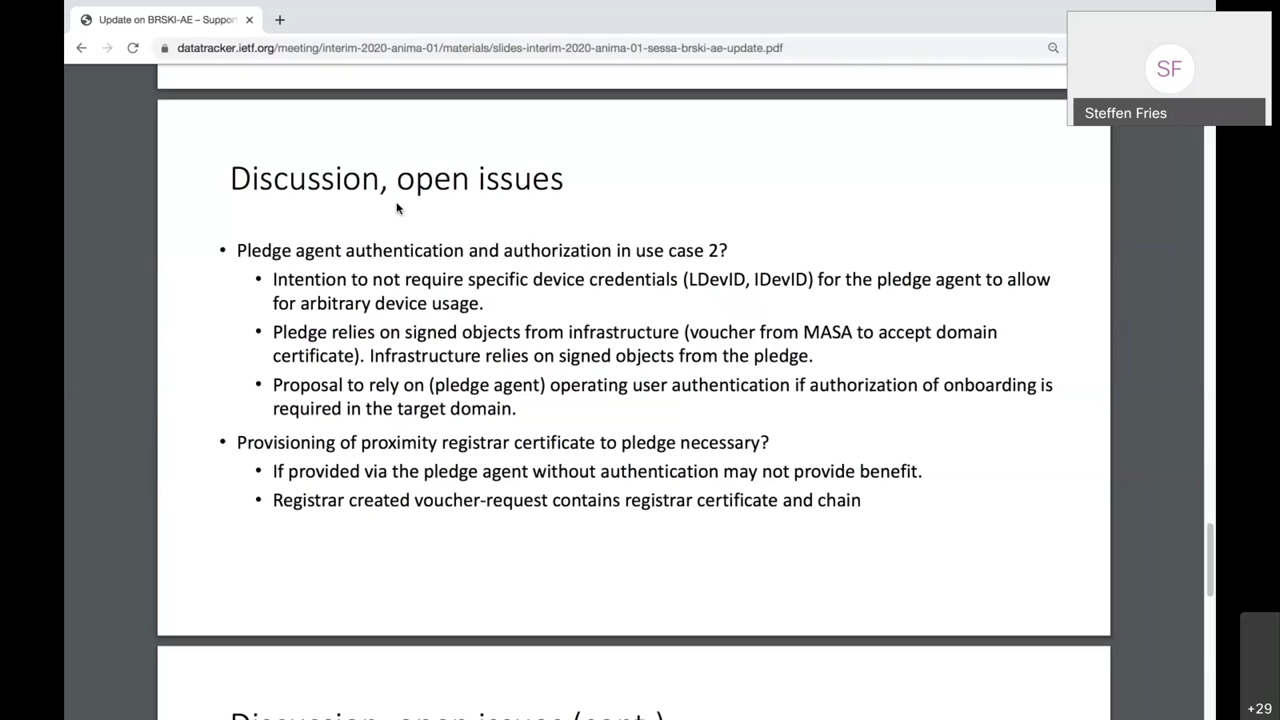 Update on BRSKI-AE – Suppor
datatracker.ietf.org/meeting/interim-2020-anima-01/materials/slides-interim-2020-anima-01-sessa-brski-ae-update.pdf
SF
Steffen Fries
Discussion, open issues
• Pledge agent authentication and authorization in use case 2?
• Intention to not require specific device credentials (LDevID, IDevID) for the pledge agent to allow
for arbitrary device usage.
• Pledge relies on signed objects from infrastructure (voucher from MASA to accept domain
certificate). Infrastructure relies on signed objects from the pledge.
• Proposal to rely on (pledge agent) operating user authentication if authorization of onboarding is
required in the target domain.
• Provisioning of proximity registrar certificate to pledge necessary?
• If provided via the pledge agent without authentication may not provide benefit.
• Registrar created voucher-request contains registrar certificate and chain
Discussion, open issues (cont.)
+29